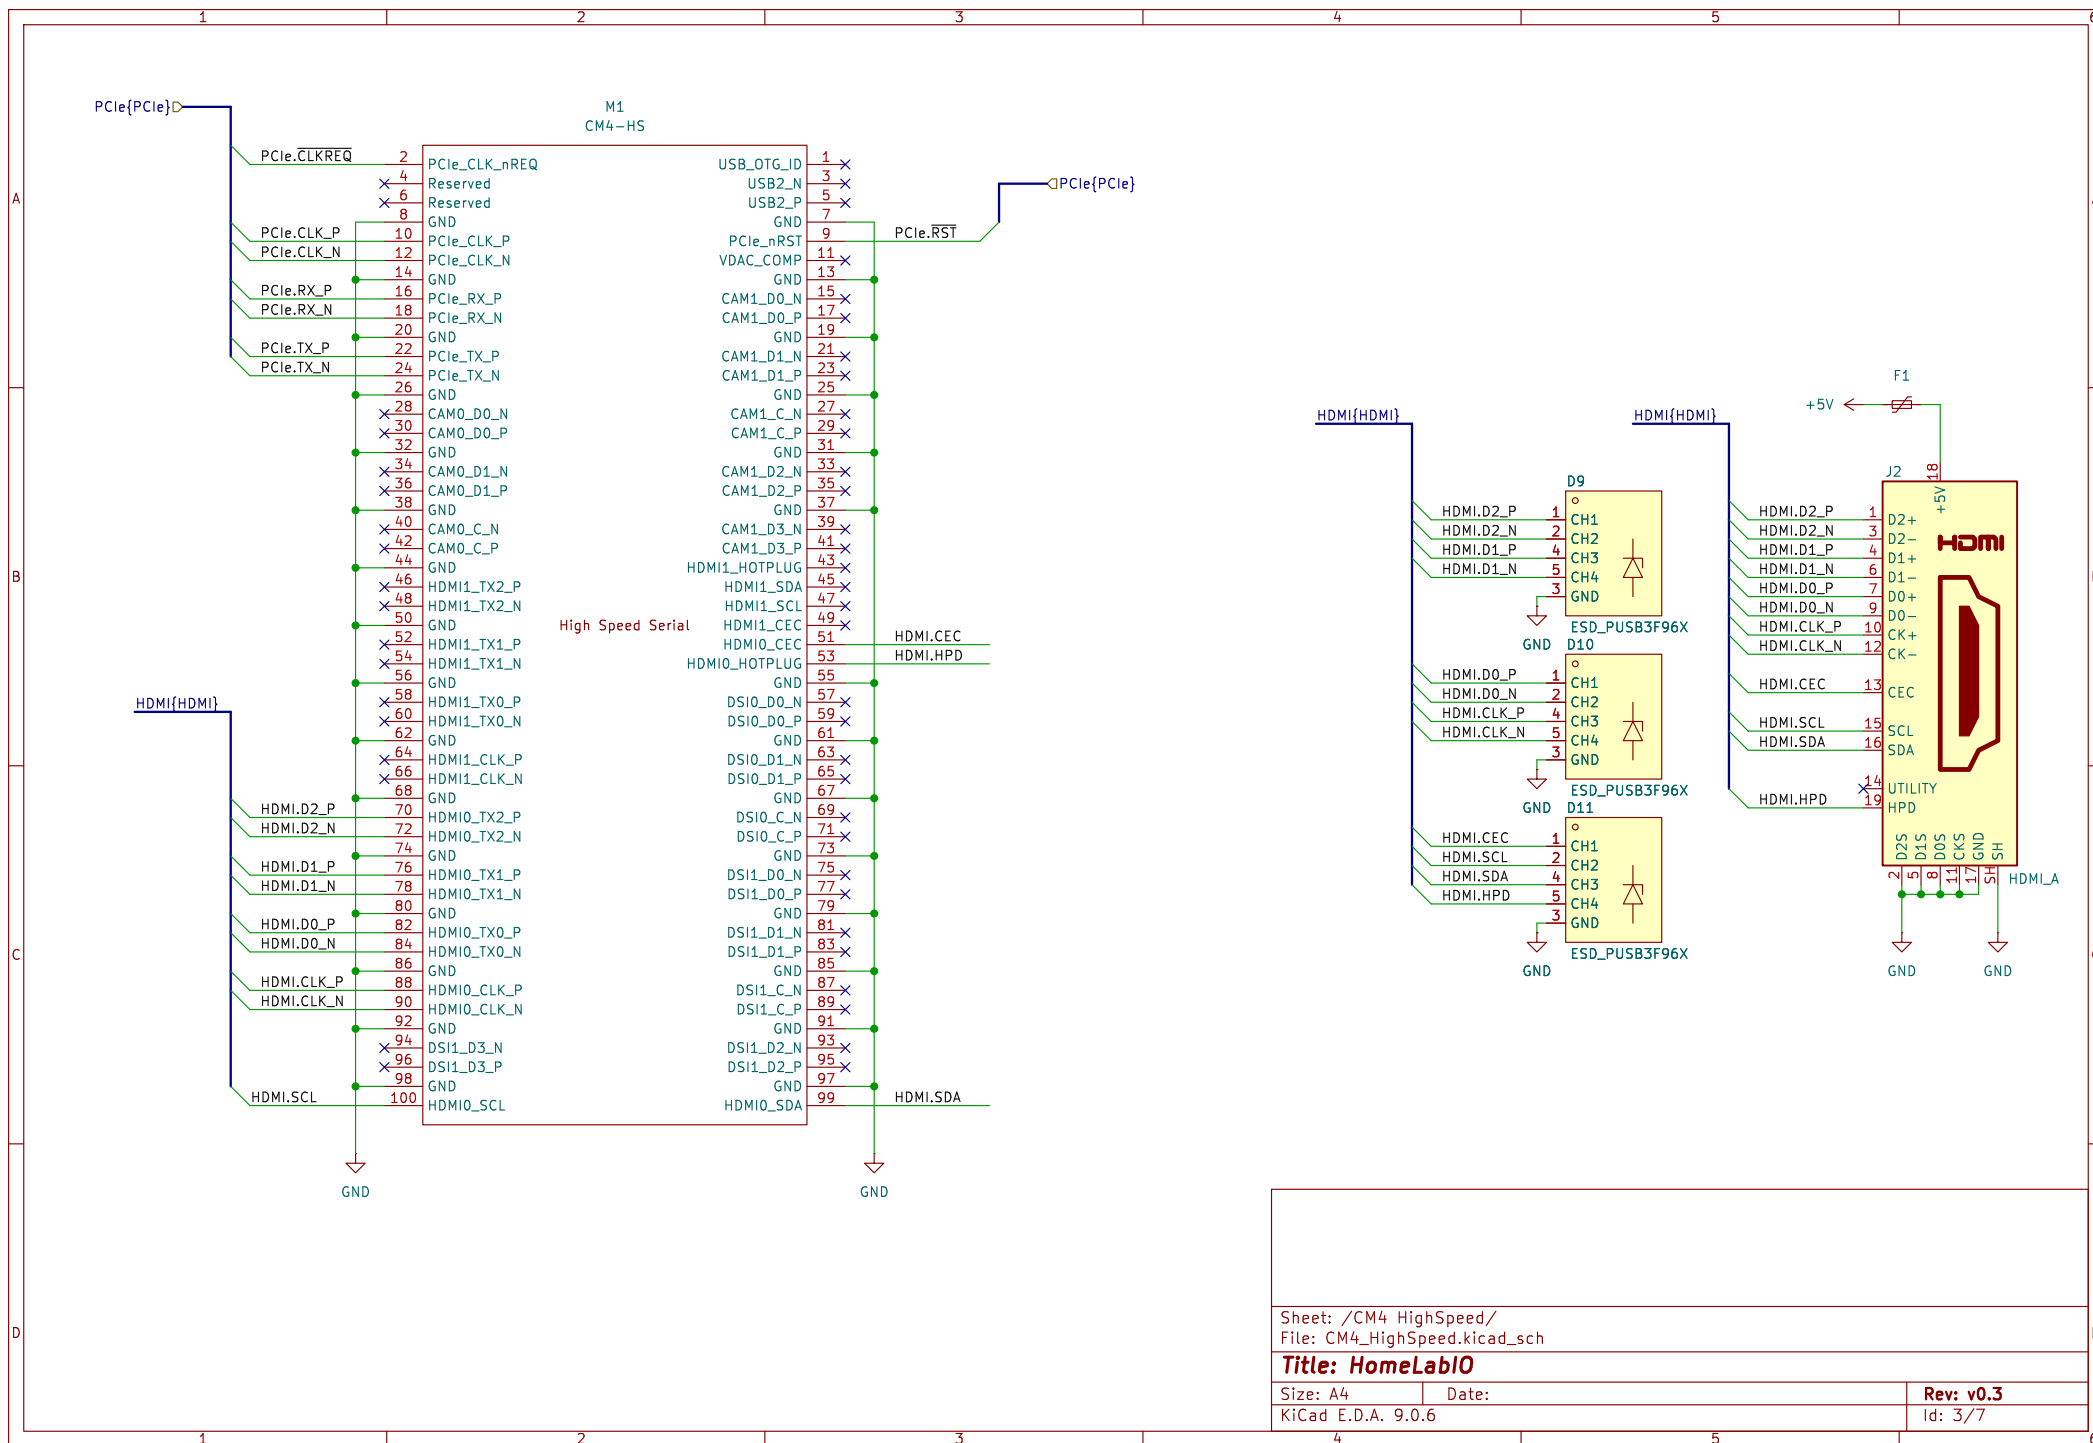 1 2 3 4 5 6
PCIe{PCIe}
M1
CM4-HS
PCIe.CLKREQ 2 PCIe_CLK_nREQ USB_OTG_ID 1
4 Reserved USB2_N 3 PCIe{PCIe}
A
6 Reserved USB2_P 5
8 GND GND 7
PCIe.CLK_P 10 PCIe_CLK_P PCIe_nRST 9 PCIe.RST
PCIe.CLK_N 12 PCIe_CLK_N VDAC_COMP 11
14 GND GND 13
PCIe.RX_P 16 PCIe_RX_P CAM1_D0_N 15
PCIe.RX_N 18 PCIe_RX_N CAM1_D0_P 17
20 GND GND 19
PCIe.TX_P 22 PCIe_TX_P CAM1_D1_N 21
PCIe.TX_N 24 PCIe_TX_N CAM1_D1_P 23
26 GND GND 25
28 CAM0_D0_N CAM1_C_N 27
30 CAM0_D0_P CAM1_C_P 29
32 GND GND 31
34 CAM0_D1_N CAM1_D2_N 33
36 CAM0_D1_P CAM1_D2_P 35
38 GND GND 37
40 CAM0_C_N CAM1_D3_N 39
42 CAM0_C_P CAM1_D3_P 41
44 GND HDMI1_HOTPLUG 43
B
46 HDMI1_TX2_P HDMI1_SDA 45
48 HDMI1_TX2_N HDMI1_SCL 47
50 GND High Speed Serial HDMI1_CEC 49
52 HDMI1_TX1_P HDMI0_CEC 51 HDMI.CEC
54 HDMI1_TX1_N HDMI0_HOTPLUG 53 HDMI.HPD
56 GND GND 55
58 HDMI1_TX0_P DSI0_D0_N 57
HDMI{HDMI}
60 HDMI1_TX0_N DSI0_D0_P 59
62 GND GND 61
64 HDMI1_CLK_P DSI0_D1_N 63
66 HDMI1_CLK_N DSI0_D1_P 65
68 GND GND 67
HDMI.D2_P 70 HDMI0_TX2_P DSI0_C_N 69
HDMI.D2_N 72 HDMI0_TX2_N DSI0_C_P 71
74 GND GND 73
HDMI.D1_P 76 HDMI0_TX1_P DSI1_D0_N 75
HDMI.D1_N 78 HDMI0_TX1_N DSI1_D0_P 77
80 GND GND 79
HDMI.D0_P 82 HDMI0_TX0_P DSI1_D1_N 81
HDMI.D0_N 84 HDMI0_TX0_N DSI1_D1_P 83
C
86 GND GND 85
HDMI.CLK_P 88 HDMI0_CLK_P DSI1_C_N 87
HDMI.CLK_N 90 HDMI0_CLK_N DSI1_C_P 89
92 GND GND 91
94 DSI1_D3_N DSI1_D2_N 93
96 DSI1_D3_P DSI1_D2_P 95
98 GND GND 97
HDMI.SCL 100 HDMI0_SCL HDMI0_SDA 99 HDMI.SDA
GND GND
HDMI{HDMI}
D9
HDMI.D2_P 1 CH1
HDMI.D2_N 2 CH2
HDMI.D1_P 4 CH3
HDMI.D1_N 5 CH4
3 GND
ESD_PUSB3F96X
GND
D10
HDMI.D0_P 1 CH1
HDMI.D0_N 2 CH2
HDMI.CLK_P 4 CH3
HDMI.CLK_N 5 CH4
3 GND
ESD_PUSB3F96X
GND
D11
HDMI.CEC 1 CH1
HDMI.SCL 2 CH2
HDMI.SDA 4 CH3
HDMI.HPD 5 CH4
3 GND
ESD_PUSB3F96X
GND
F1
+5V
HDMI{HDMI}
J2
18
+5V
HDMI.D2_P 1 D2+
HDMI.D2_N 3 D2-
HDMI
HDMI.D1_P 4 D1+
HDMI.D1_N 6 D1-
HDMI.D0_P 7 D0+
HDMI.D0_N 9 D0-
HDMI.CLK_P 10 CK+
HDMI.CLK_N 12 CK-
HDMI.CEC 13 CEC
HDMI.SCL 15 SCL
HDMI.SDA 16 SDA
14 UTILITY
HDMI.HPD 19 HPD
D2S D1S D0S CKS GND SH
2 5 8 11 17 SH
HDMI_A
GND GND
D
Sheet: /CM4 HighSpeed/
File: CM4_HighSpeed.kicad_sch
Title: HomeLabIO
Size: A4 Date: Rev: v0.3
KiCad E.D.A. 9.0.6 Id: 3/7
1 2 3 4 5 6